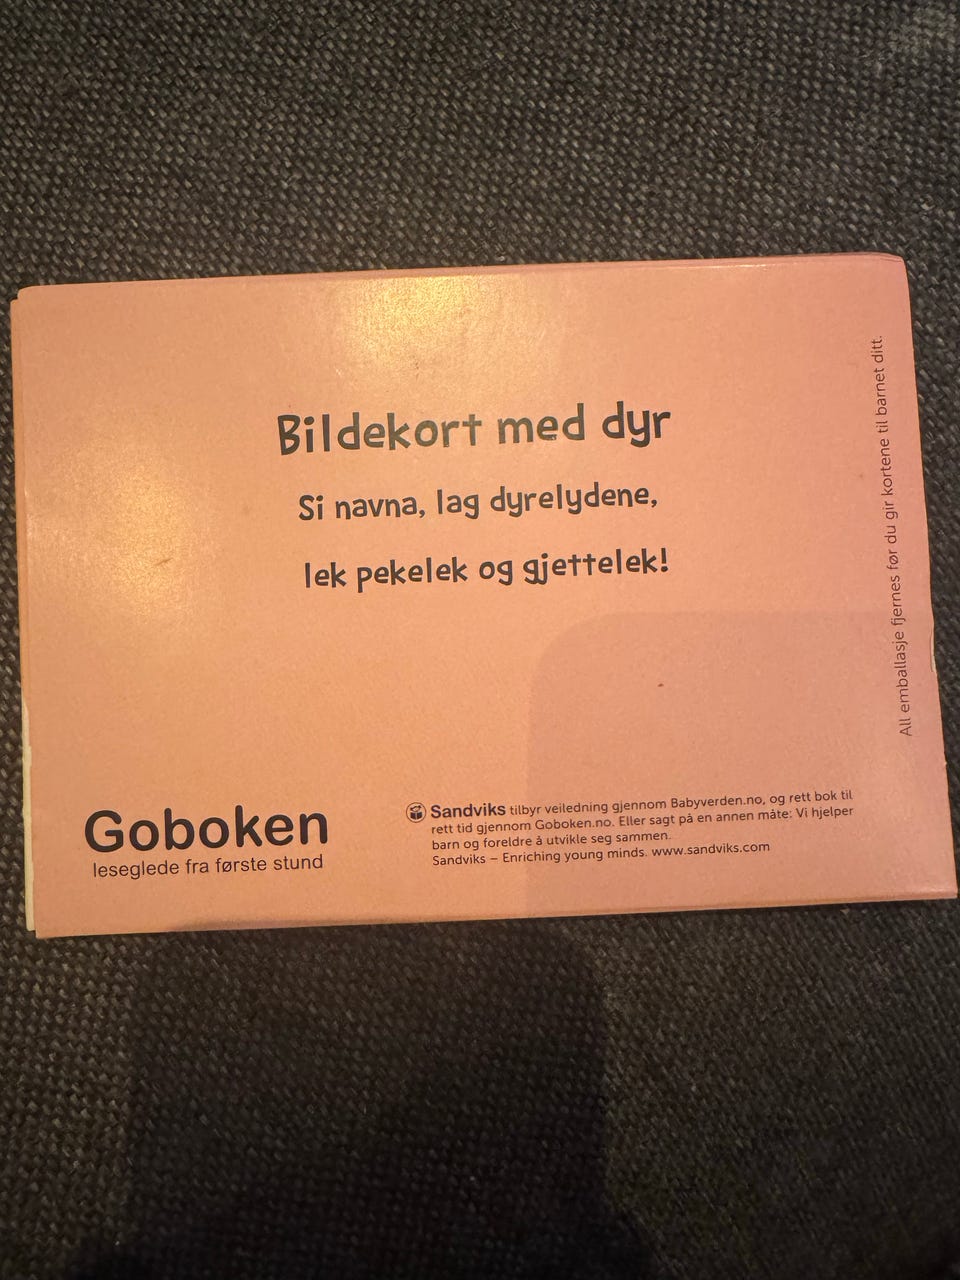 Bildekort med dyr
Si navna, lag dyrelydene,
lek pekelek og gjettelek!
All emballasje fjernes før du gir kortene til barnet ditt.
Goboken
leseglede fra første stund
Sandviks tilbyr veiledning gjennom Babyverden.no, og rett bok til
rett tid gjennom Goboken.no. Eller sagt på en annen måte: Vi hjelper
barn og foreldre å utvikle seg sammen.
Sandviks – Enriching young minds. www.sandviks.com